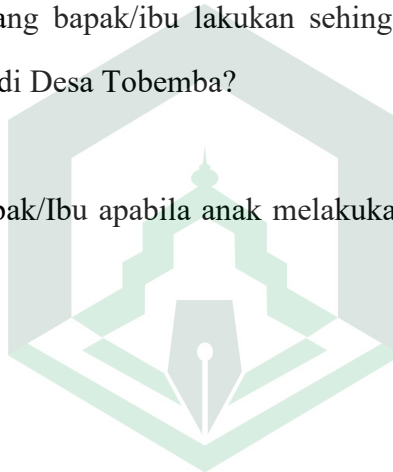 ang bapak/ibu lakukan sehing
di Desa Tobemba?
pak/Ibu apabila anak melakuka